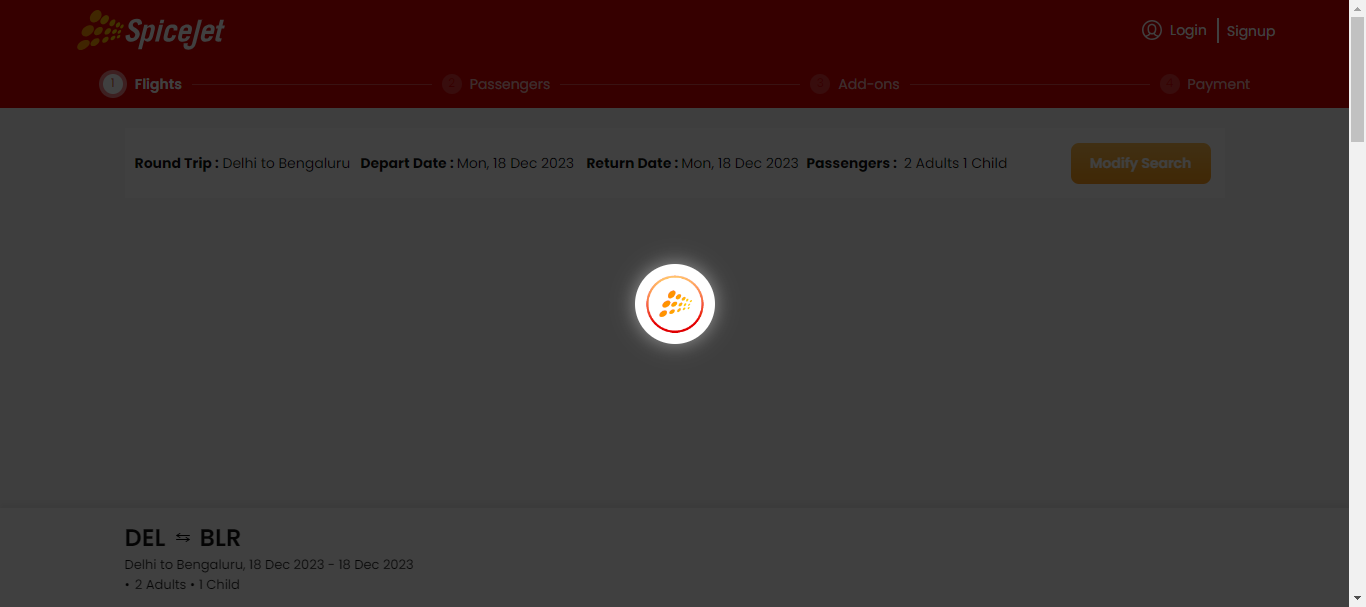 SpiceJet
Login | Signup
1 Flights 2 Passengers 3 Add-ons 4 Payment
Round Trip : Delhi to Bengaluru Depart Date : Mon, 18 Dec 2023 Return Date : Mon, 18 Dec 2023 Passengers : 2 Adults 1 Child Modify Search
DEL ⇆ BLR
Delhi to Bengaluru, 18 Dec 2023 - 18 Dec 2023
• 2 Adults • 1 Child